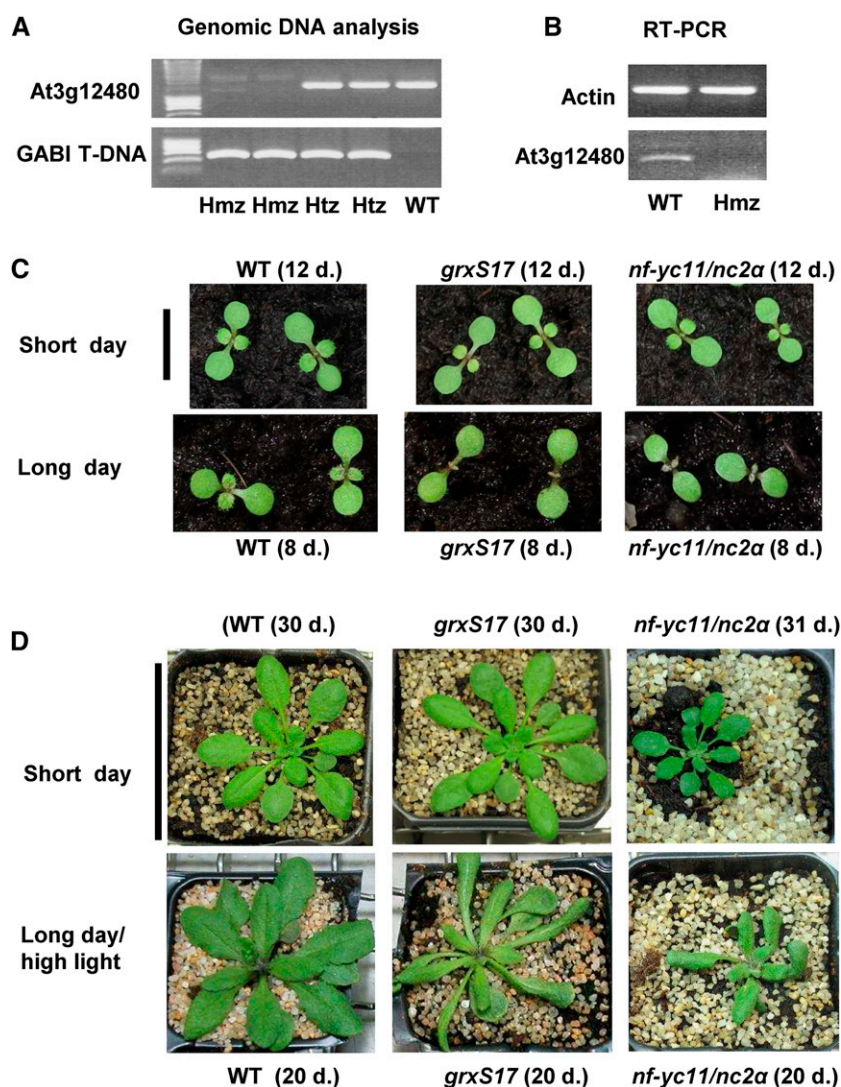 A
Genomic DNA analysis
At3g12480
GABI T-DNA
Hmz Hmz Htz Htz WT
B
RT-PCR
Actin
At3g12480
WT Hmz
C
WT (12 d.) grxS17 (12 d.) nf-yc11/nc2α (12 d.)
Short day
Long day
WT (8 d.) grxS17 (8 d.) nf-yc11/nc2α (8 d.)
D
(WT (30 d.) grxS17 (30 d.) nf-yc11/nc2α (31 d.)
Short day
Long day/
high light
WT (20 d.) grxS17 (20 d.) nf-yc11/nc2α (20 d.)